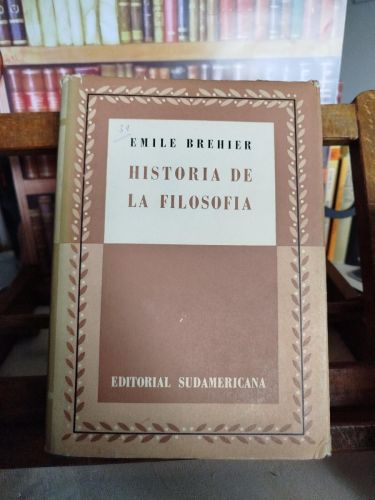 EMILE BREHIER
HISTORIA DE
LA FILOSOFIA
EDITORIAL SUDAMERICANA